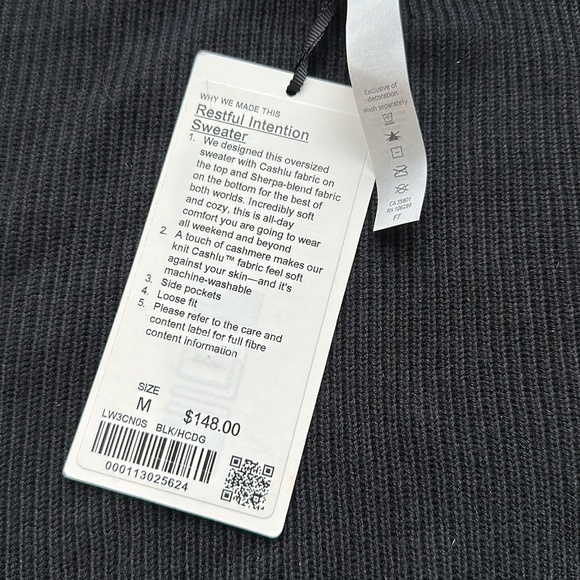 WHY WE MADE THIS
Restful Intention
Sweater
1. We designed this oversized
sweater with Cashlu fabric on
the top and Sherpa-blend fabric
on the bottom for the best of
both worlds. Incredibly soft
and cozy, this is all-day
comfort you are going to wear
all weekend and beyond
2. A touch of cashmere makes our
knit Cashlu™ fabric feel soft
against your skin—and it's
machine-washable
3. Side pockets
4. Loose fit
5. Please refer to the care and
content label for full fibre
content information
SIZE
M $148.00
LW3CN0S BLK/HCDG
000113025624
Exclusive of
decoration
Wash separately
CA 35801
RN 106259
F7